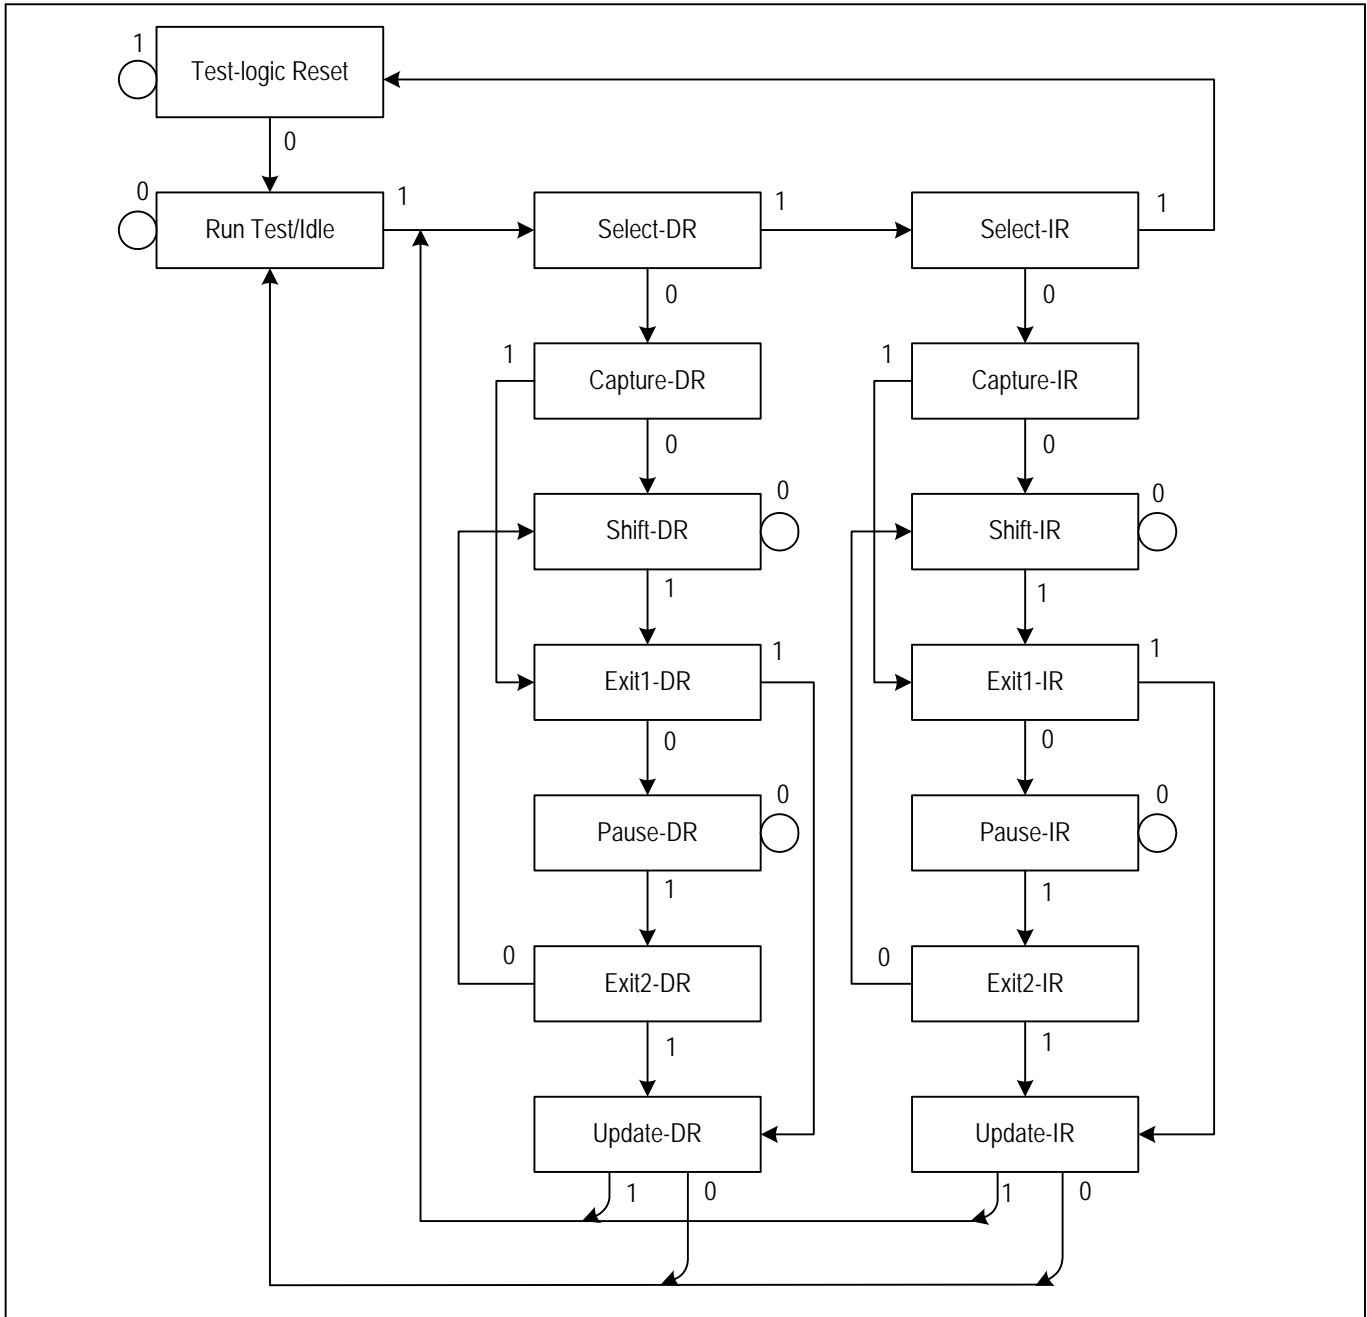 1
Test-logic Reset
0
0
Run Test/Idle
1
Select-DR
1
Select-IR
1
0
0
1
Capture-DR
1
Capture-IR
0
0
Shift-DR
0
Shift-IR
0
1
1
Exit1-DR
1
Exit1-IR
1
0
0
Pause-DR
0
Pause-IR
0
1
1
0
Exit2-DR
0
Exit2-IR
1
1
Update-DR
Update-IR
1
0
1
0